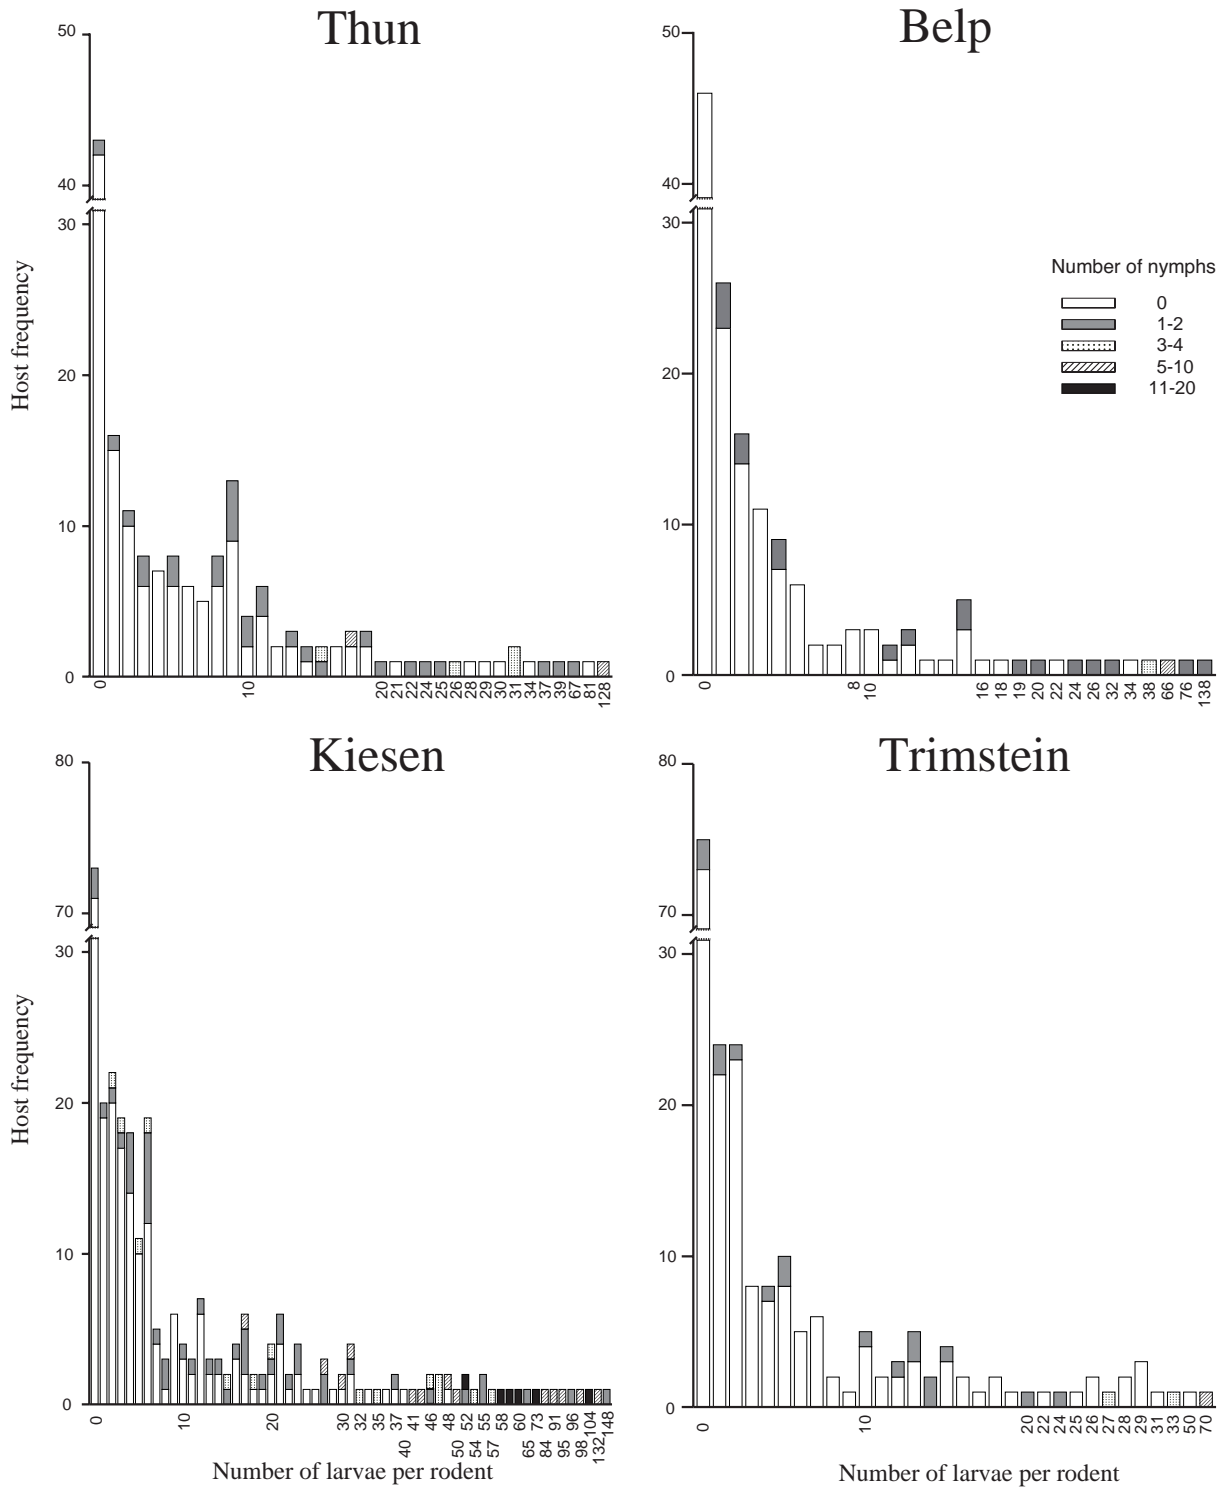 Thun
50
40
30
20
10
0
Host frequency
0 10 20 21 22 24 25 26 28 29 30 31 34 37 39 67 81 128
Belp
50
40
30
20
10
0
0 8 10 16 18 19 20 22 24 26 32 34 38 66 76 138
Number of nymphs
0
1-2
3-4
5-10
11-20
Kiesen
80
70
30
20
10
0
Host frequency
0 10 20 30 32 35 37 41 46 48 52 55 58 60 73 91 96 104 148
40 50 54 57 65 84 95 98 132
Number of larvae per rodent
Trimstein
80
70
30
20
10
0
0 10 20 22 24 25 26 27 28 29 31 33 50 70
Number of larvae per rodent